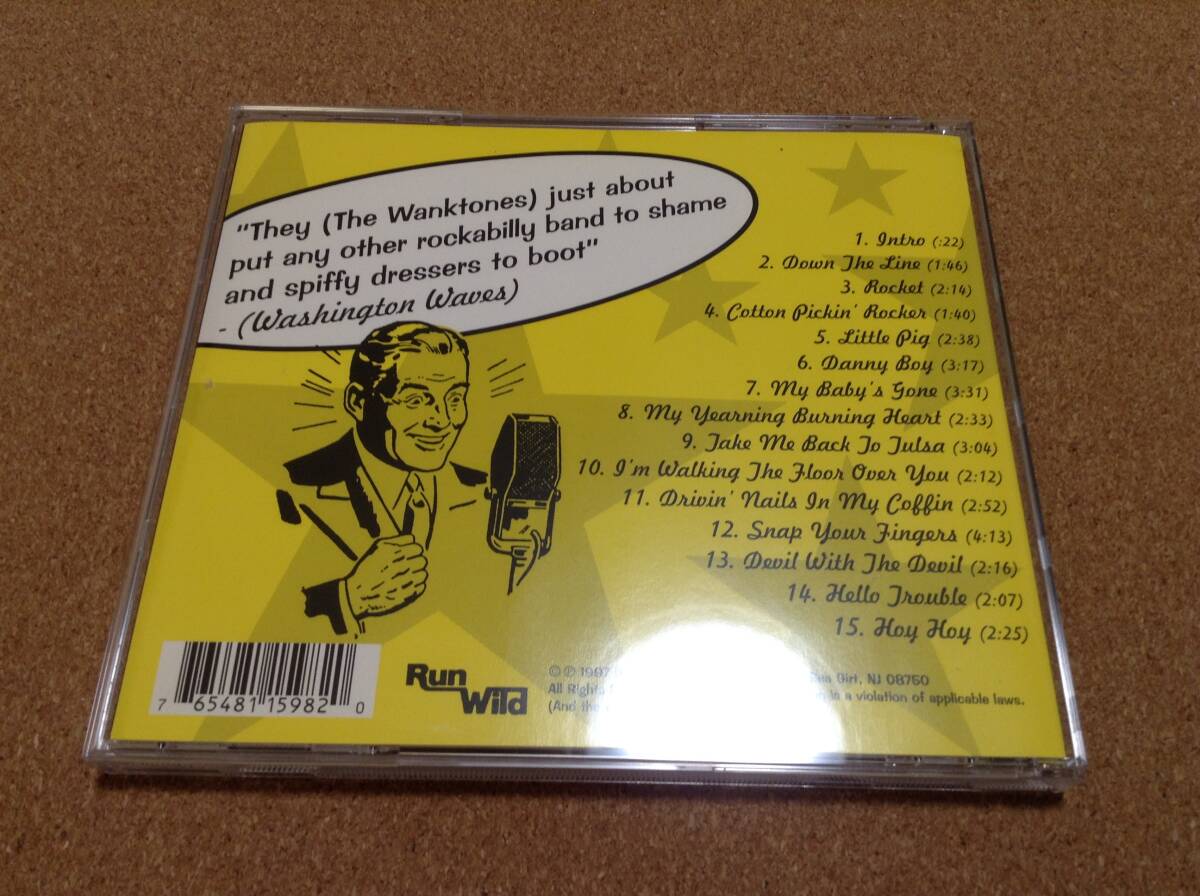 "They (The Wanktones) just about
put any other rockabilly band to shame
and spiffy dressers to boot"
- (Washington Waves)
1. Intro (:22)
2. Down The Line (1:46)
3. Rocket (2:14)
4. Cotton Pickin' Rocker (1:40)
5. Little Pig (2:38)
6. Danny Boy (3:17)
7. My Baby's Gone (3:31)
8. My Yearning Burning Heart (2:33)
9. Take Me Back To Tulsa (3:04)
10. I'm Walking The Floor Over You (2:12)
11. Drivin' Nails In My Coffin (2:52)
12. Snap Your Fingers (4:13)
13. Devil With The Devil (2:16)
14. Hello Trouble (2:07)
15. Hoy Hoy (2:25)
7 65481 15982 0
Run Wild
© ℗ 1997 Girt, NJ 08750
All Rights is a violation of applicable laws.
(And the